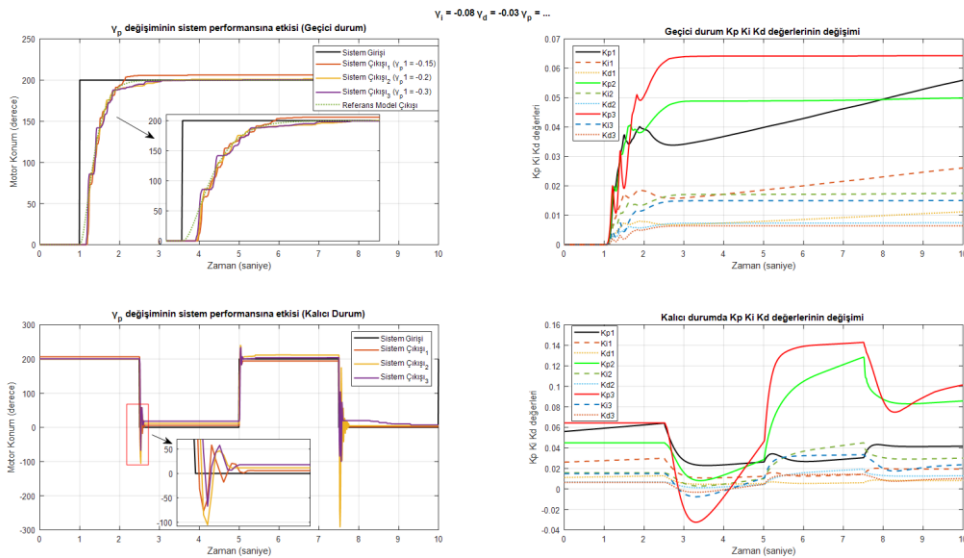 γi = -0.08 γd = -0.03 γp = ...
γp değişiminin sistem performansına etkisi (Geçici durum)
Motor Konum (derece)
300
250
200
150
100
50
0
0 1 2 3 4 5 6 7 8 9 10
Zaman (saniye)
Sistem Girişi
Sistem Çıkışı1 (γp1 = -0.15)
Sistem Çıkışı2 (γp1 = -0.2)
Sistem Çıkışı3 (γp1 = -0.3)
Referans Model Çıkışı
200
150
100
50
0
Geçici durum Kp Ki Kd değerlerinin değişimi
Kp Ki Kd değerleri
0.07
0.06
0.05
0.04
0.03
0.02
0.01
0
0 1 2 3 4 5 6 7 8 9 10
Zaman (saniye)
Kp1
Ki1
Kd1
Kp2
Ki2
Kd2
Kp3
Ki3
Kd3
γp değişiminin sistem performansına etkisi (Kalıcı Durum)
Motor Konum (derece)
300
200
100
0
-100
-200
-300
0 1 2 3 4 5 6 7 8 9 10
Zaman (saniye)
Sistem Girişi
Sistem Çıkışı1
Sistem Çıkışı2
Sistem Çıkışı3
50
0
-50
-100
Kalıcı durumda Kp Ki Kd değerlerinin değişimi
Kp Ki Kd değerleri
0.16
0.14
0.12
0.1
0.08
0.06
0.04
0.02
0
-0.02
-0.04
0 1 2 3 4 5 6 7 8 9 10
Zaman (saniye)
Kp1
Ki1
Kd1
Kp2
Ki2
Kd2
Kp3
Ki3
Kd3